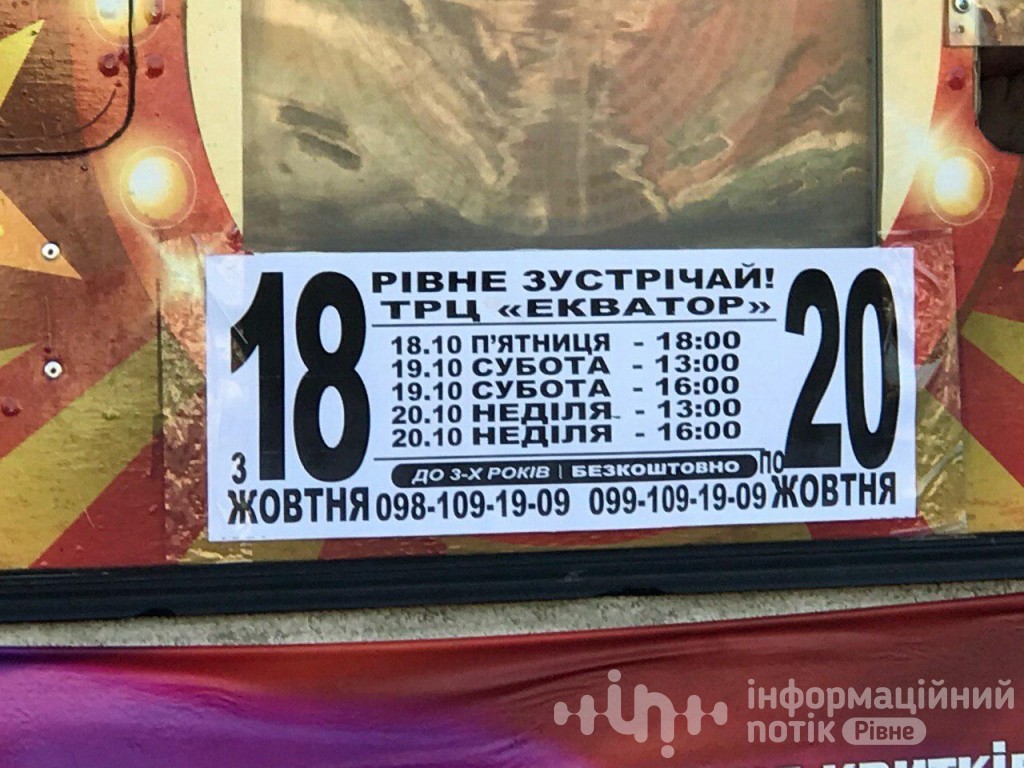 РІВНЕ ЗУСТРІЧАЙ!
ТРЦ «ЕКВАТОР»
З 18 ЖОВТНЯ
ПО 20 ЖОВТНЯ
18.10 П'ЯТНИЦЯ - 18:00
19.10 СУБОТА - 13:00
19.10 СУБОТА - 16:00
20.10 НЕДІЛЯ - 13:00
20.10 НЕДІЛЯ - 16:00
ДО 3-Х РОКІВ | БЕЗКОШТОВНО
098-109-19-09 099-109-19-09
інформаційний
потік Рівне